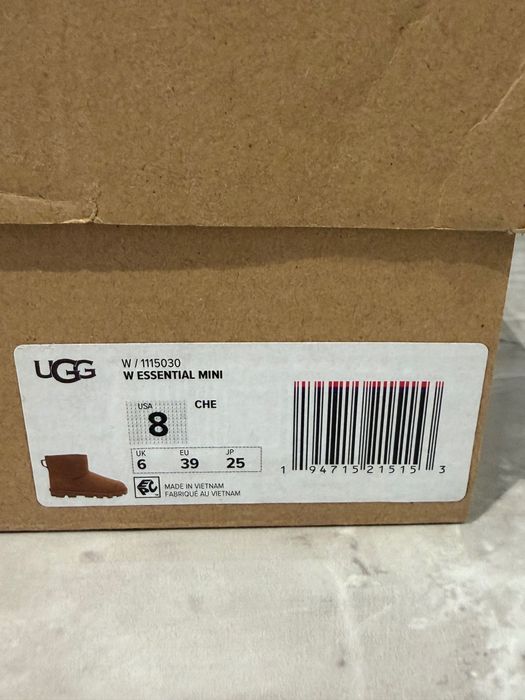 UGG
W / 1115030
W ESSENTIAL MINI
USA
8
CHE
UK EU JP
6 39 25
MADE IN VIETNAM
FABRIQUÉ AU VIETNAM
1 94715 21515 3